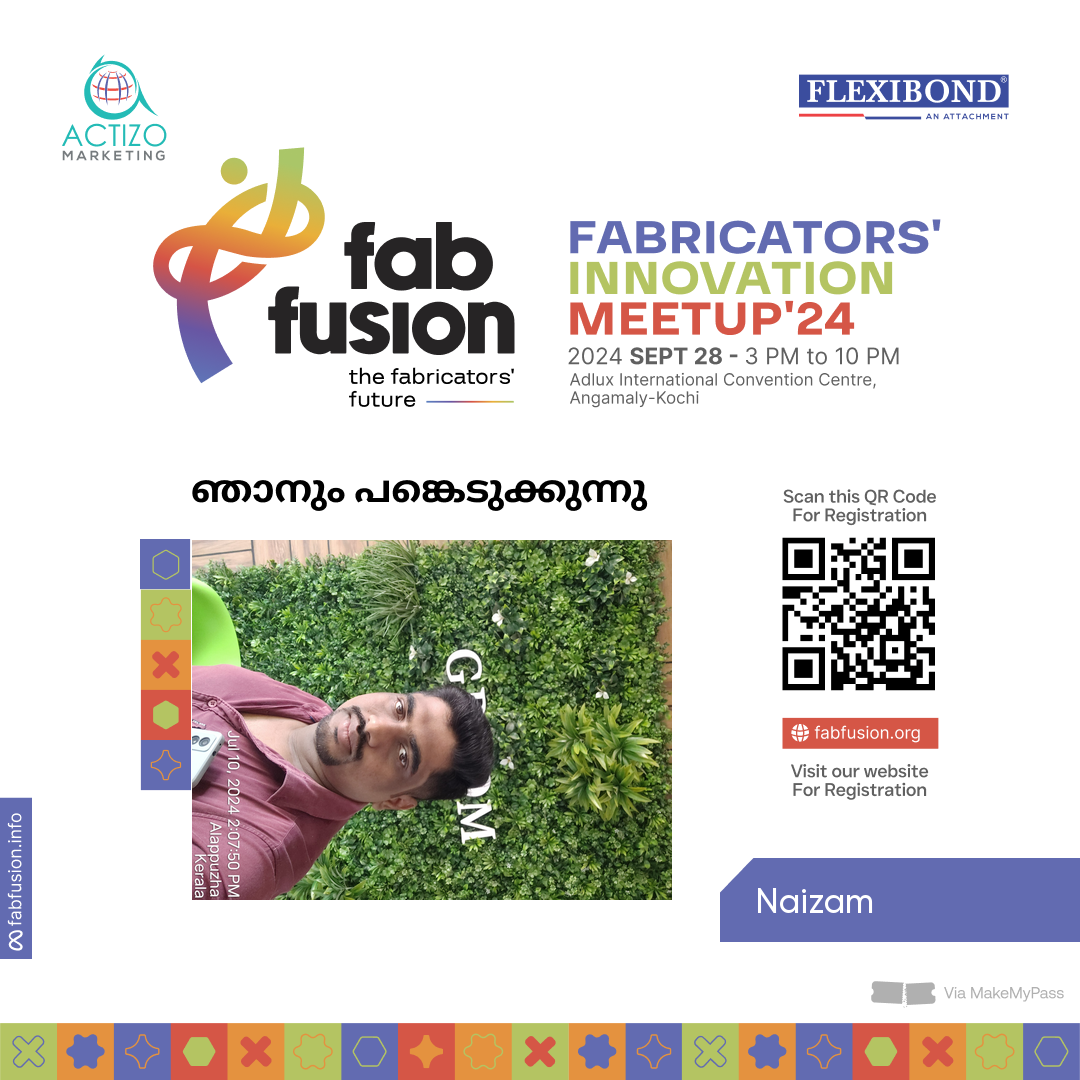 ACTIZO
MARKETING
FLEXIBOND®
AN ATTACHMENT
fab
fusion
the fabricators'
future
FABRICATORS'
INNOVATION
MEETUP'24
2024 SEPT 28 - 3 PM to 10 PM
Adlux International Convention Centre,
Angamaly-Kochi
ഞാനും പങ്കെടുക്കുന്നു
Jul 10, 2024 2:07:50 PM
Alappuzha
Kerala
Scan this QR Code
For Registration
fabfusion.org
Visit our website
For Registration
fabfusion.info
Naizam
Via MakeMyPass